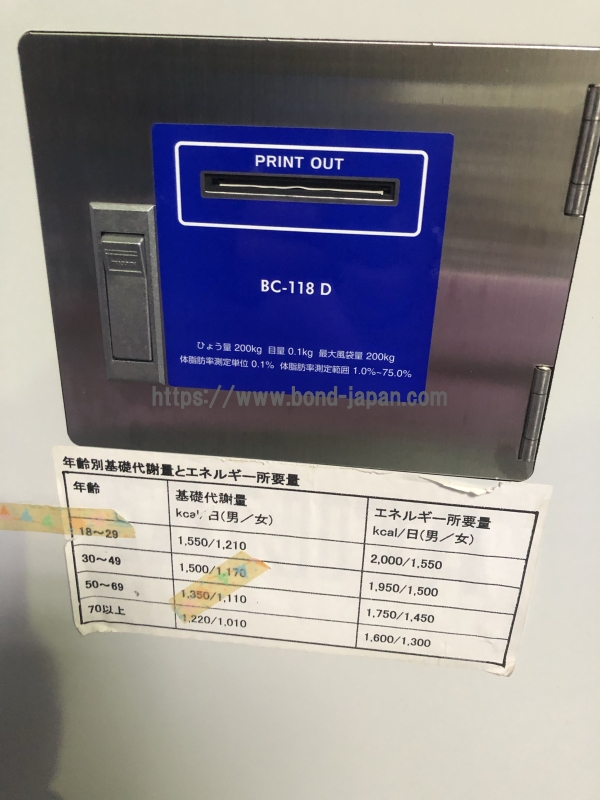 PRINT OUT
BC-118 D
ひょう量 200kg 目量 0.1kg 最大風袋量 200kg
体脂肪率測定単位 0.1% 体脂肪率測定範囲 1.0%~75.0%
https://www.bond-japan.com
年齢別基礎代謝量とエネルギー所要量
年齢 基礎代謝量 kcal/日(男/女) エネルギー所要量 kcal/日(男/女)
18~29 1,550/1,210 2,000/1,550
30~49 1,500/1,170 1,950/1,500
50~69 1,350/1,110 1,750/1,450
70以上 1,220/1,010 1,600/1,300